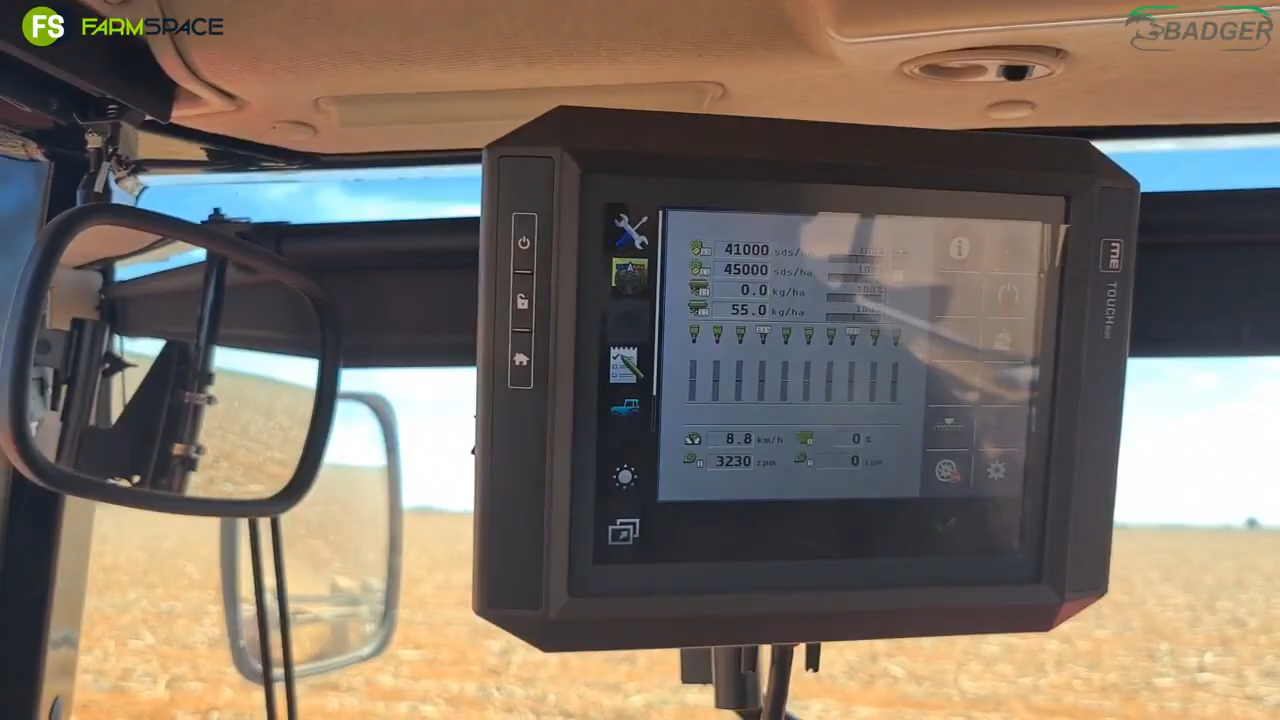 FS FARMSPACE
BADGER
41000 sds/ha 100%
45000 sds/ha 100%
0.0 kg/ha 100%
55.0 kg/ha 100%
8.8 km/h 0 %
3230 rpm 0 rpm
ME
TOUCH